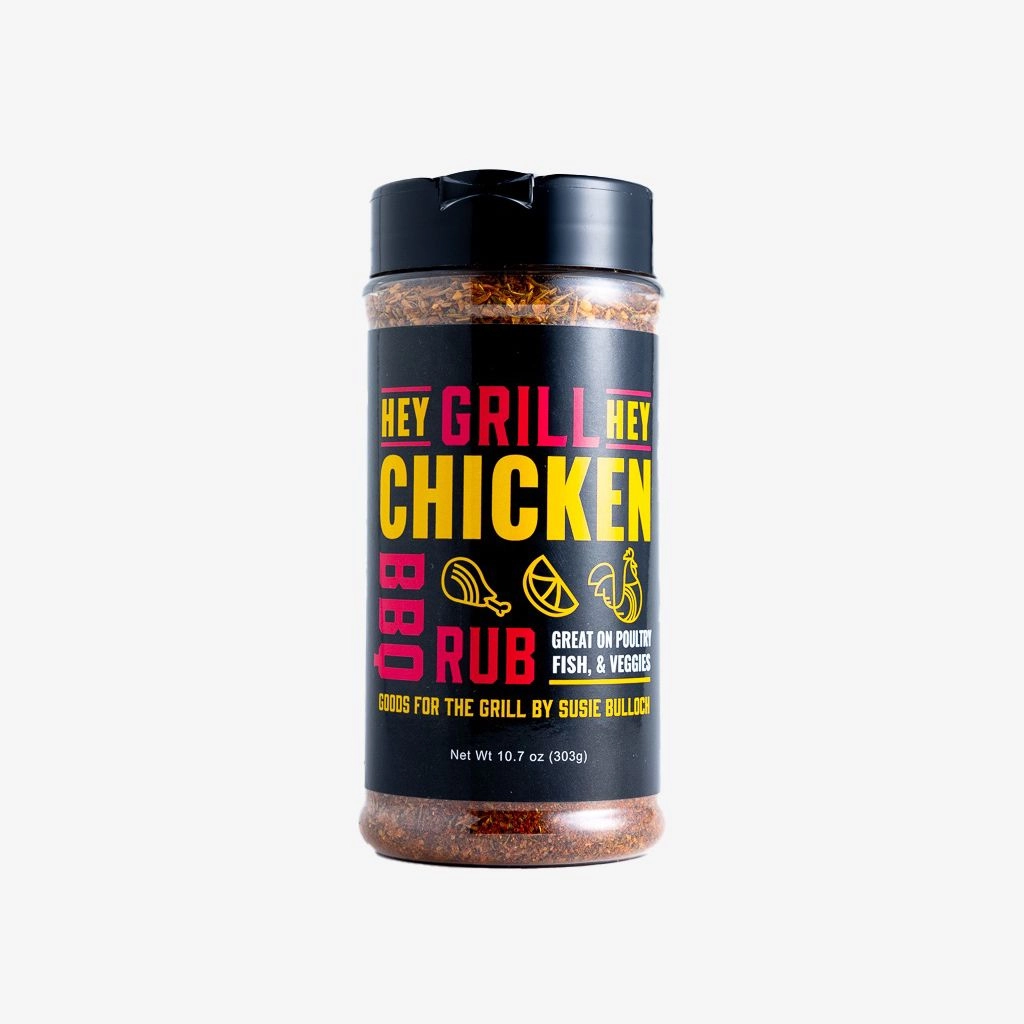 HEY GRILL HEY
CHICKEN
BBQ
RUB
GREAT ON POULTRY
FISH, & VEGGIES
GOODS FOR THE GRILL BY SUSIE BULLOCH
Net Wt 10.7 oz (303g)